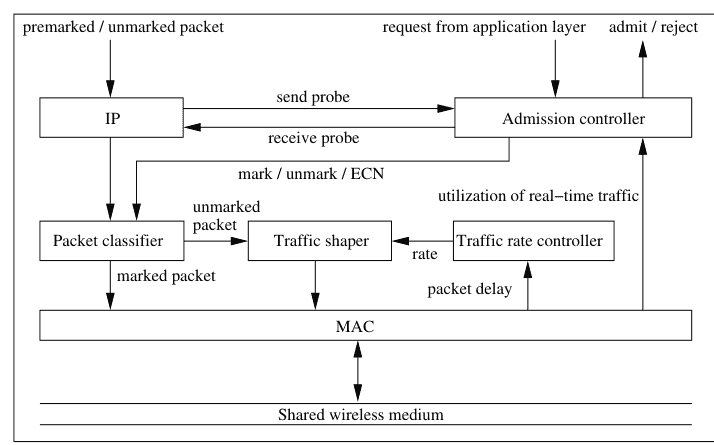 premarked / unmarked packet
request from application layer
admit / reject
send probe
IP
Admission controller
receive probe
mark / unmark / ECN
utilization of real−time traffic
unmarked
packet
Packet classifier
Traffic shaper
Traffic rate controller
rate
marked packet
packet delay
MAC
Shared wireless medium